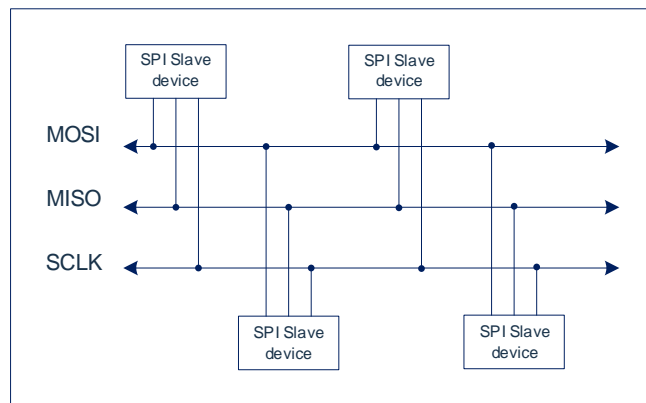 SPI Slave
device
SPI Slave
device
MOSI
MISO
SCLK
SPI Slave
device
SPI Slave
device